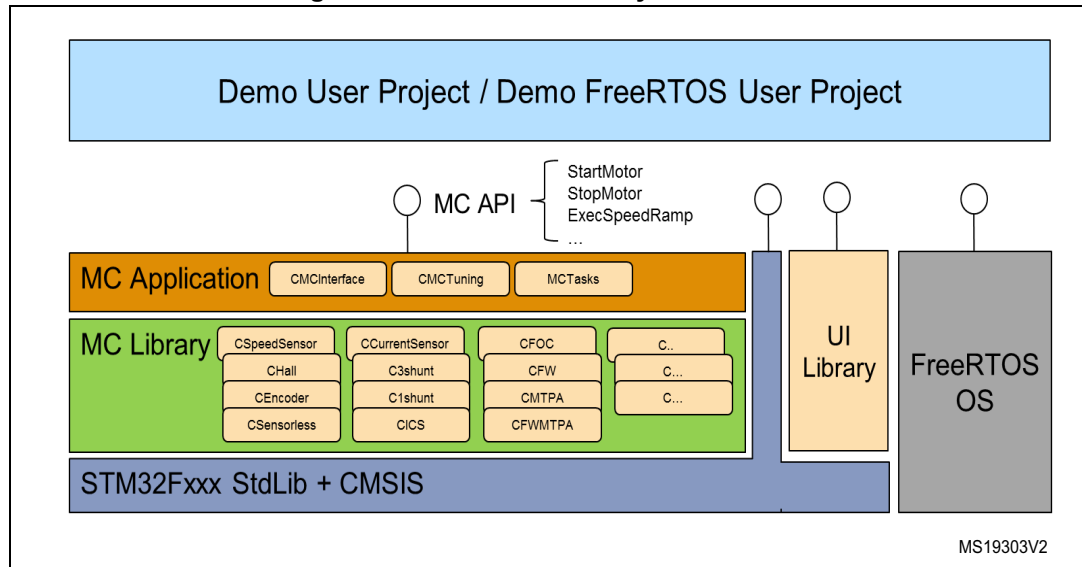 Demo User Project / Demo FreeRTOS User Project
MC API
StartMotor
StopMotor
ExecSpeedRamp
...
MC Application
CMCInterface
CMCTuning
MCTasks
MC Library
CSpeedSensor
CHall
CEncoder
CSensorless
CCurrentSensor
C3shunt
C1shunt
CICS
CFOC
CFW
CMTPA
CFWMTPA
C..
C...
C...
UI
Library
FreeRTOS
OS
STM32Fxxx StdLib + CMSIS
MS19303V2